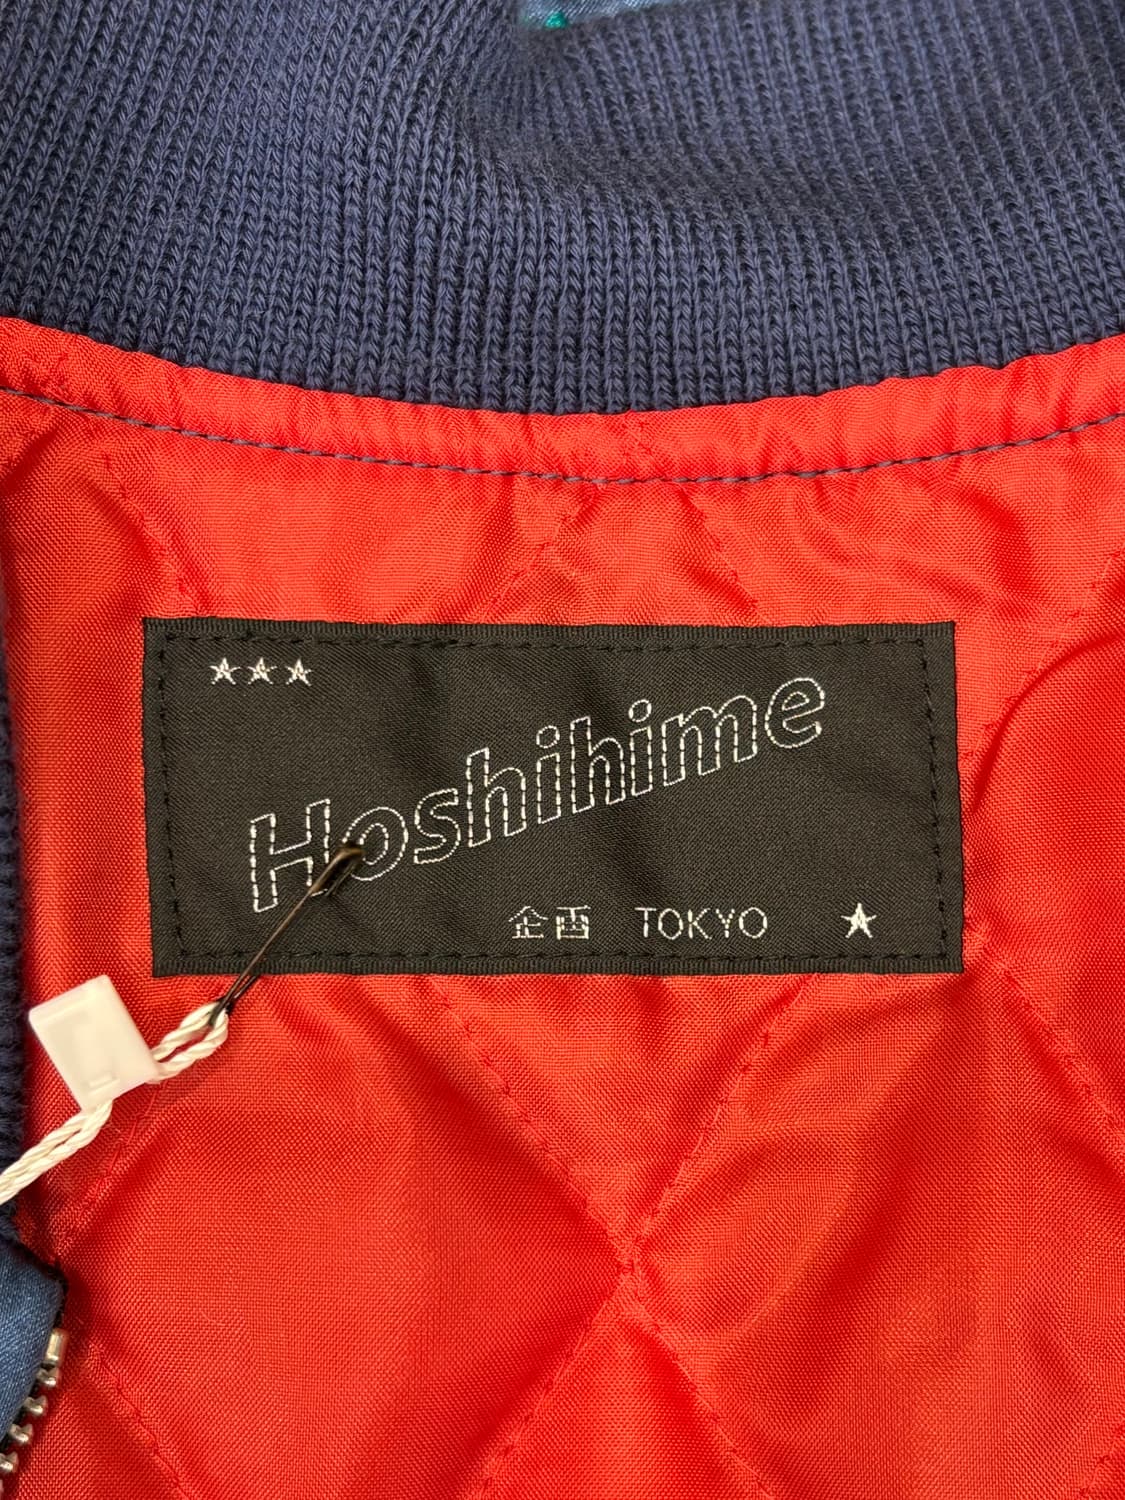 ★★★
Hoshihime
企画 TOKYO ★